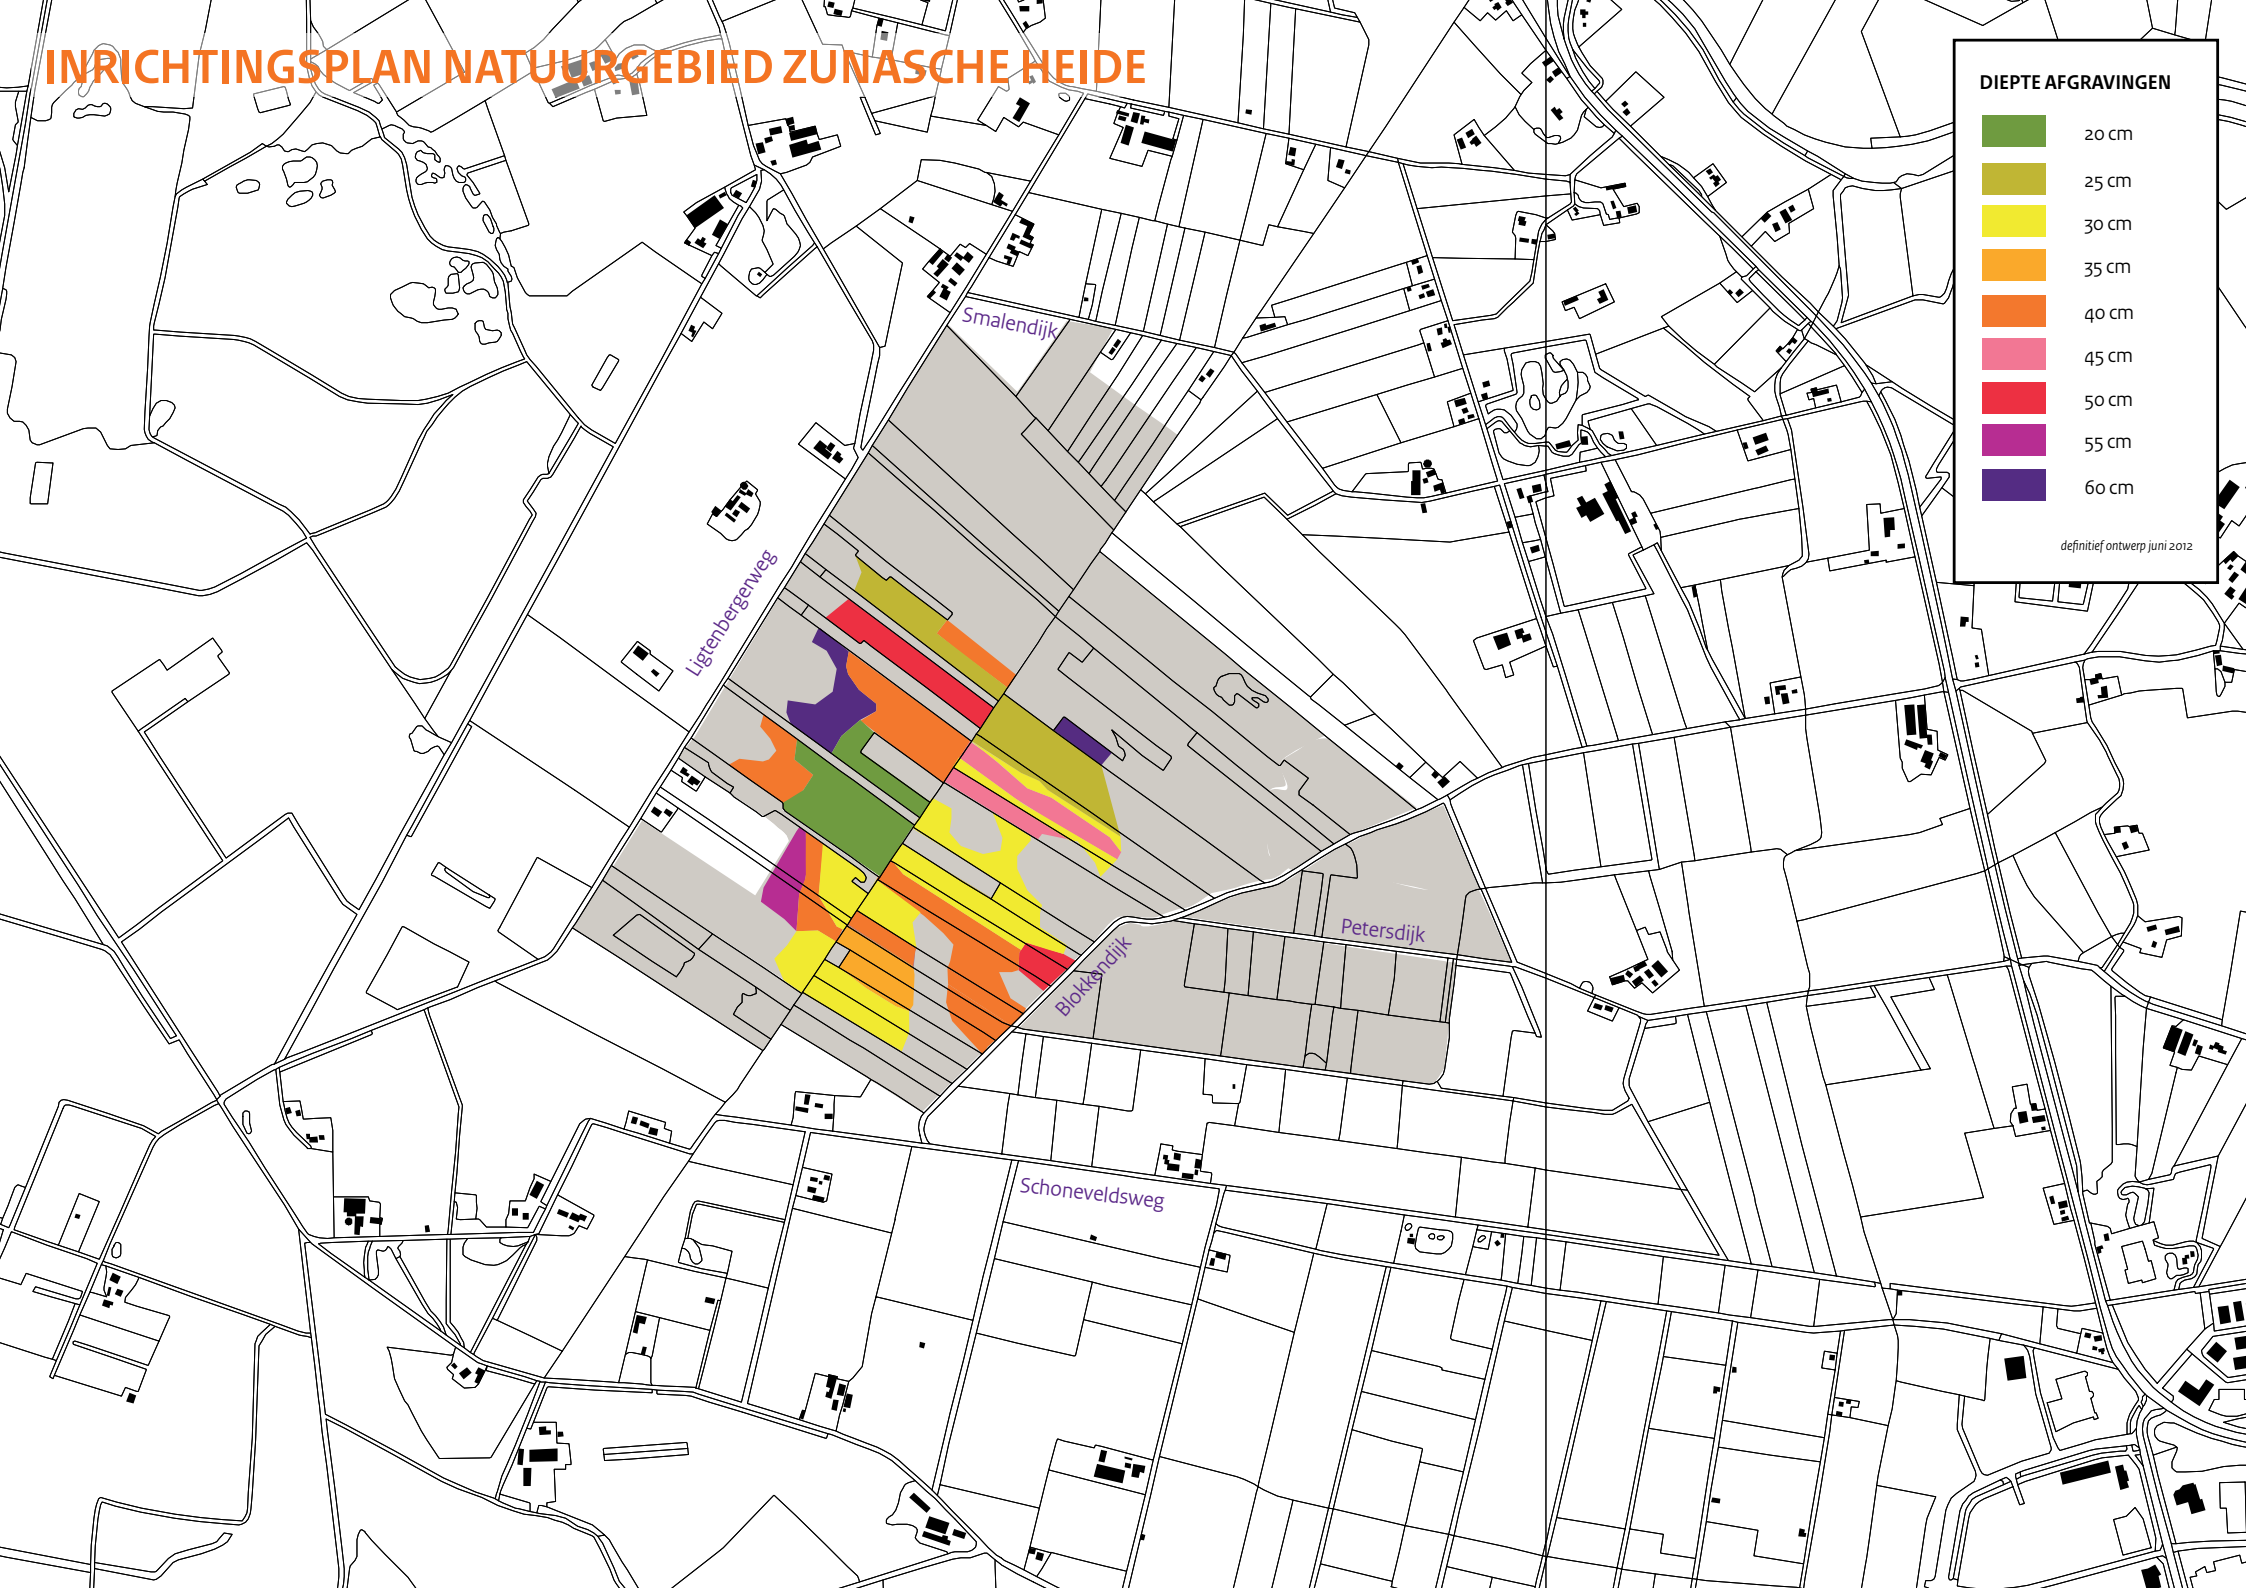 INRICHTINGSPLAN NATUURGEBIED ZUNASCHE HEIDE
DIEPTE AFGRAVINGEN
20 cm
25 cm
30 cm
35 cm
40 cm
45 cm
50 cm
55 cm
60 cm
definitief ontwerp juni 2012
Smalendijk
Ligtenbergerweg
Petersdijk
Blokkendijk
Schoneveldsweg